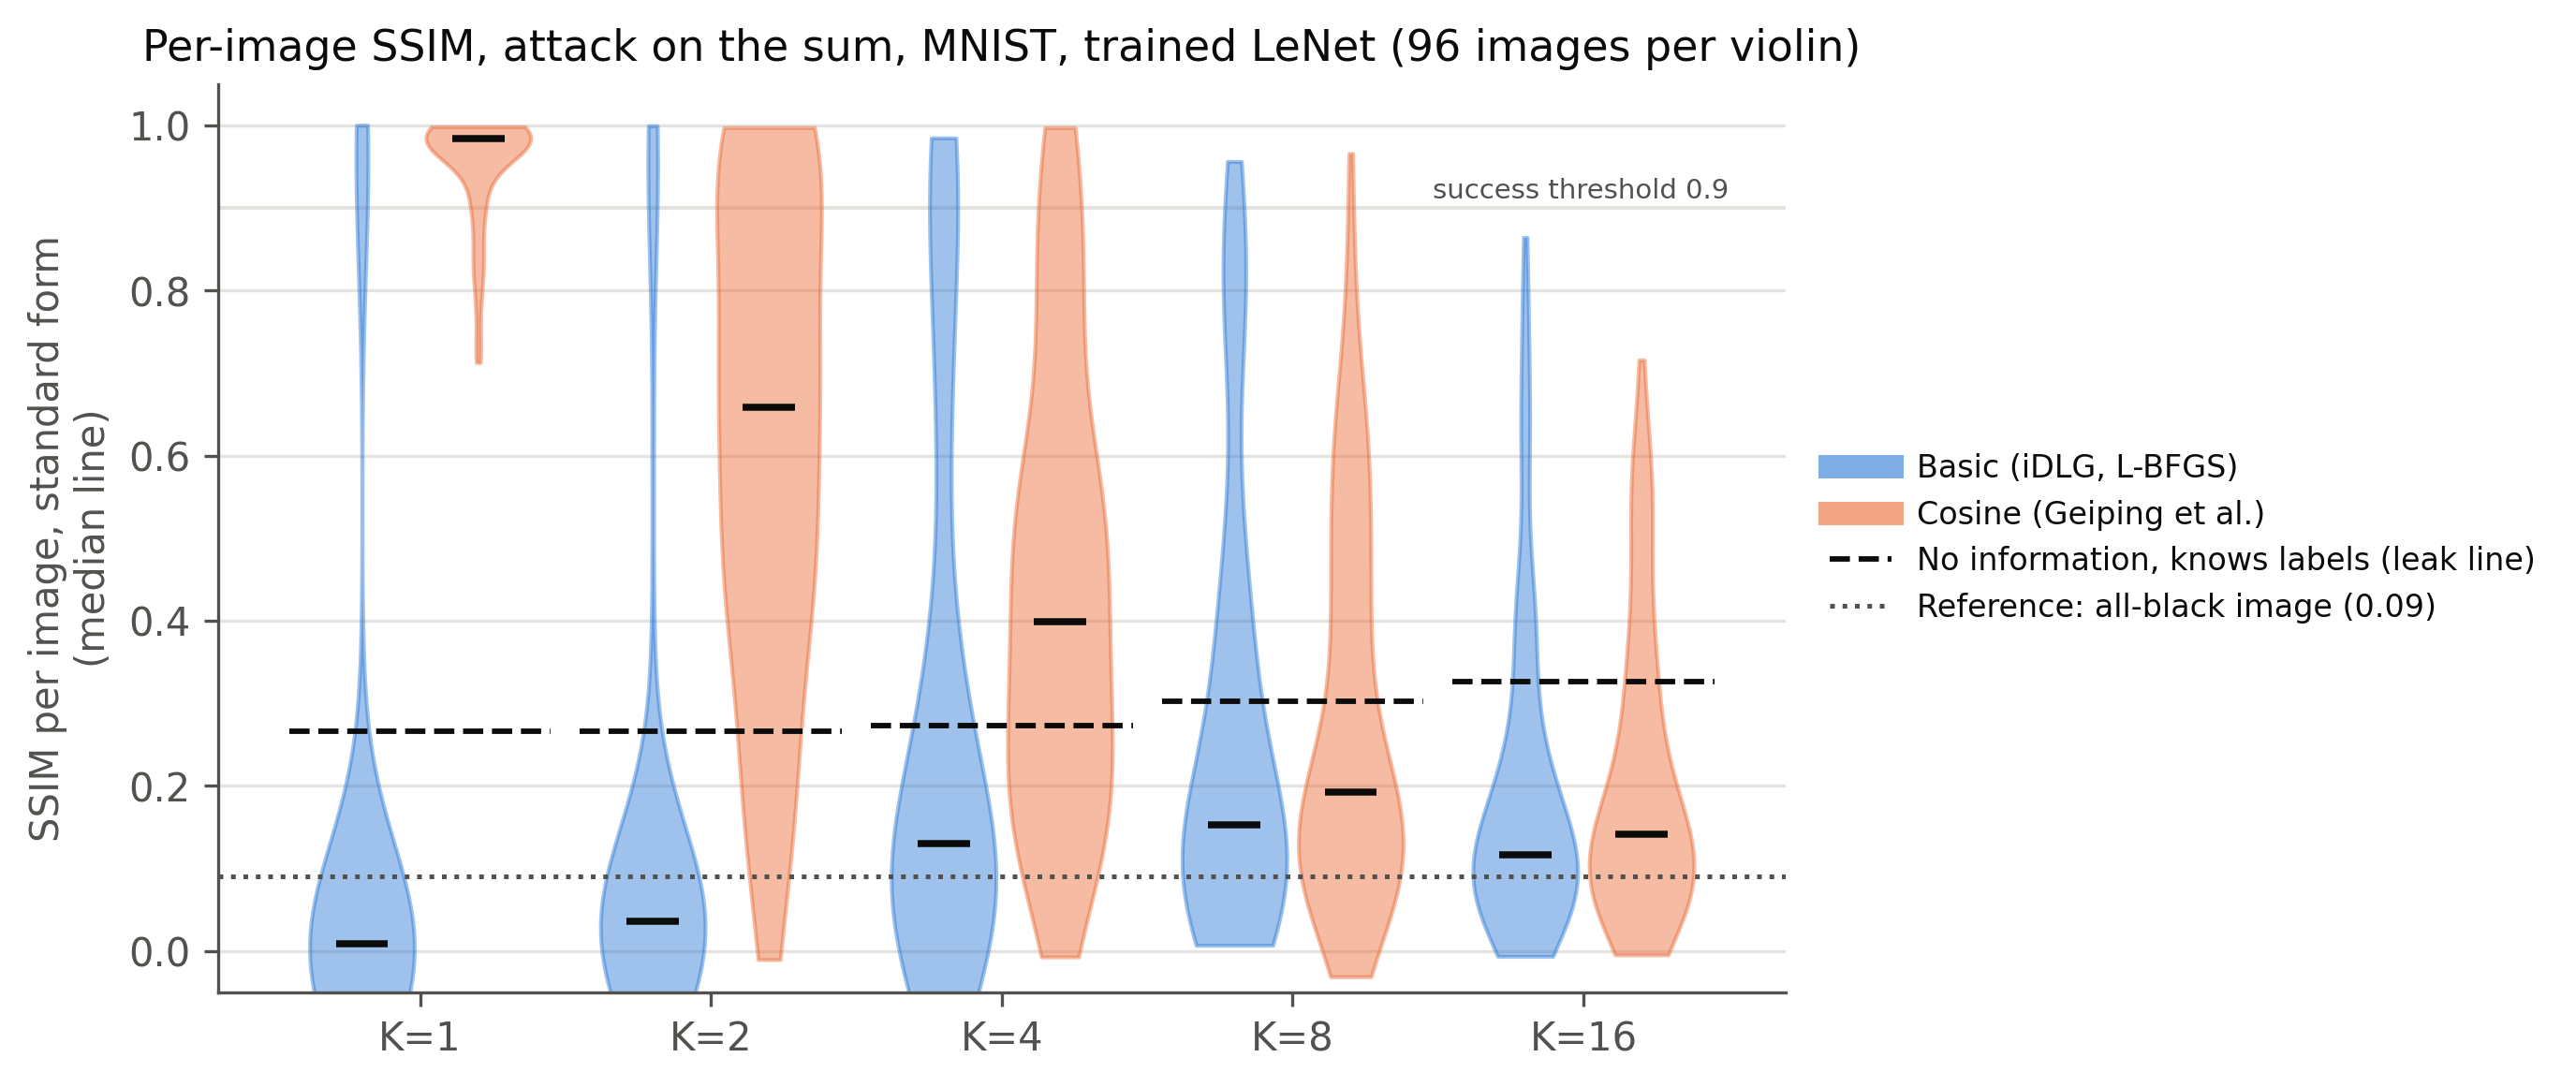 Per-image SSIM, attack on the sum, MNIST, trained LeNet (96 images per violin)
SSIM per image, standard form
(median line)
1.0
0.8
0.6
0.4
0.2
0.0
success threshold 0.9
K=1
K=2
K=4
K=8
K=16
Basic (iDLG, L-BFGS)
Cosine (Geiping et al.)
No information, knows labels (leak line)
Reference: all-black image (0.09)